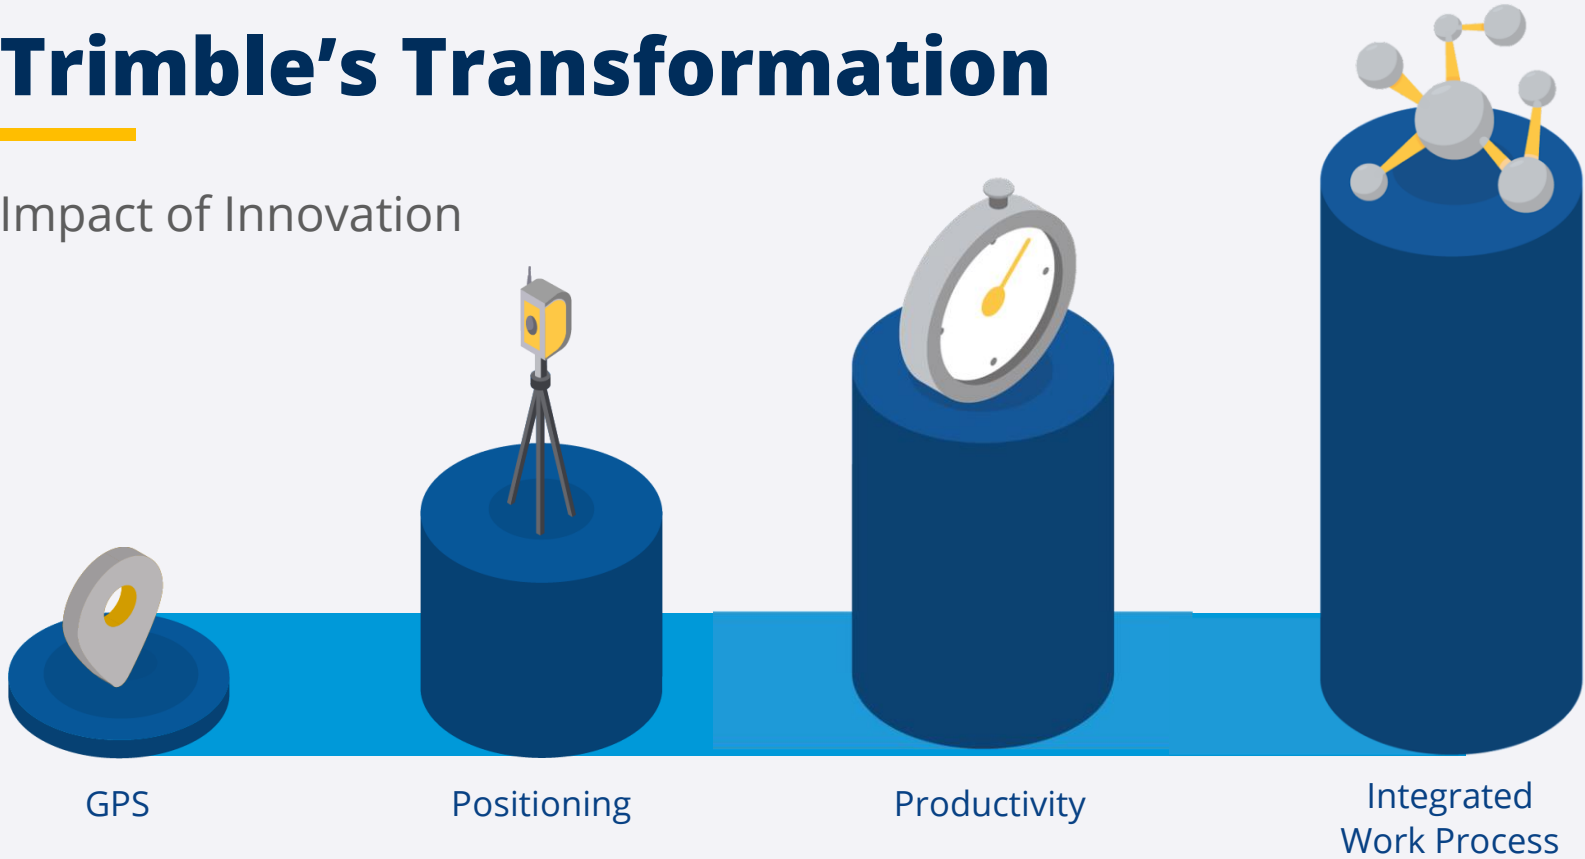 Trimble’s Transformation
Impact of Innovation
GPS
Positioning
Productivity
Integrated
Work Process